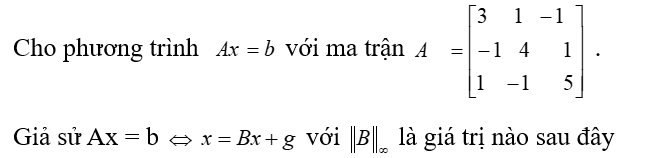 Cho phương trình Ax = b với ma trận A = [3 1 −1
−1 4 1
1 −1 5] .
Giả sử Ax = b ⇔ x = Bx + g với ‖B‖∞ là giá trị nào sau đây